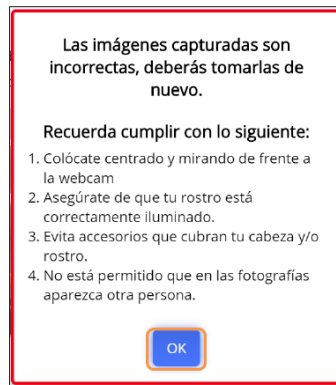 Las imágenes capturadas son
incorrectas, deberás tomarlas de
nuevo.
Recuerda cumplir con lo siguiente:
1. Colócate centrado y mirando de frente a
la webcam
2. Asegúrate de que tu rostro está
correctamente iluminado.
3. Evita accesorios que cubran tu cabeza y/o
rostro.
4. No está permitido que en las fotografías
aparezca otra persona.
OK